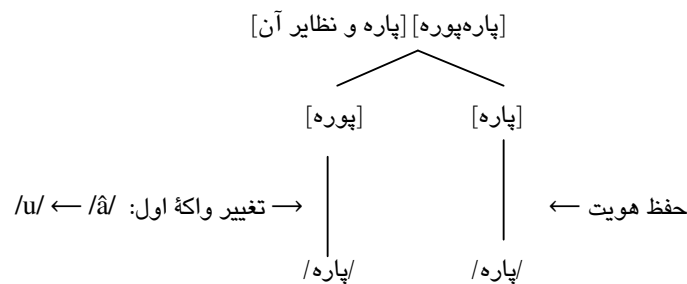 [پاره‌پوره] [پاره و نظایر آن]
[پاره] [پوره]
حفظ هویت ⟵ ⟶ تغییر واکهٔ اول: /â/ ⟵ /u/
/پاره/ /پاره/